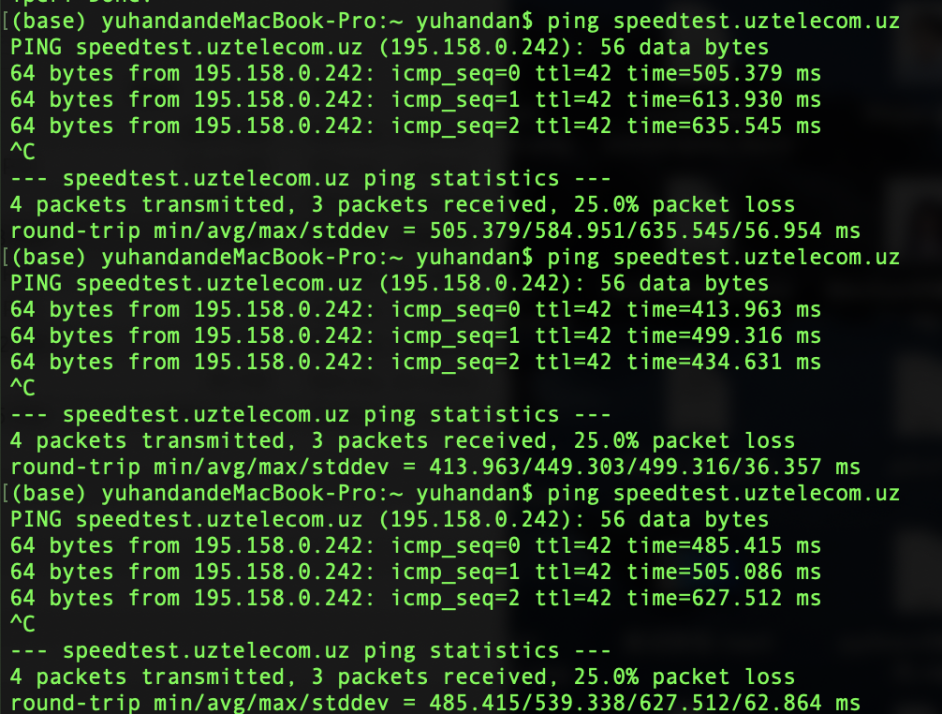 [(base) yuhandandeMacBook-Pro:~ yuhandan$ ping speedtest.uztelecom.uz
PING speedtest.uztelecom.uz (195.158.0.242): 56 data bytes
64 bytes from 195.158.0.242: icmp_seq=0 ttl=42 time=505.379 ms
64 bytes from 195.158.0.242: icmp_seq=1 ttl=42 time=613.930 ms
64 bytes from 195.158.0.242: icmp_seq=2 ttl=42 time=635.545 ms
^C
--- speedtest.uztelecom.uz ping statistics ---
4 packets transmitted, 3 packets received, 25.0% packet loss
round-trip min/avg/max/stddev = 505.379/584.951/635.545/56.954 ms
[(base) yuhandandeMacBook-Pro:~ yuhandan$ ping speedtest.uztelecom.uz
PING speedtest.uztelecom.uz (195.158.0.242): 56 data bytes
64 bytes from 195.158.0.242: icmp_seq=0 ttl=42 time=413.963 ms
64 bytes from 195.158.0.242: icmp_seq=1 ttl=42 time=499.316 ms
64 bytes from 195.158.0.242: icmp_seq=2 ttl=42 time=434.631 ms
^C
--- speedtest.uztelecom.uz ping statistics ---
4 packets transmitted, 3 packets received, 25.0% packet loss
round-trip min/avg/max/stddev = 413.963/449.303/499.316/36.357 ms
[(base) yuhandandeMacBook-Pro:~ yuhandan$ ping speedtest.uztelecom.uz
PING speedtest.uztelecom.uz (195.158.0.242): 56 data bytes
64 bytes from 195.158.0.242: icmp_seq=0 ttl=42 time=485.415 ms
64 bytes from 195.158.0.242: icmp_seq=1 ttl=42 time=505.086 ms
64 bytes from 195.158.0.242: icmp_seq=2 ttl=42 time=627.512 ms
^C
--- speedtest.uztelecom.uz ping statistics ---
4 packets transmitted, 3 packets received, 25.0% packet loss
round-trip min/avg/max/stddev = 485.415/539.338/627.512/62.864 ms